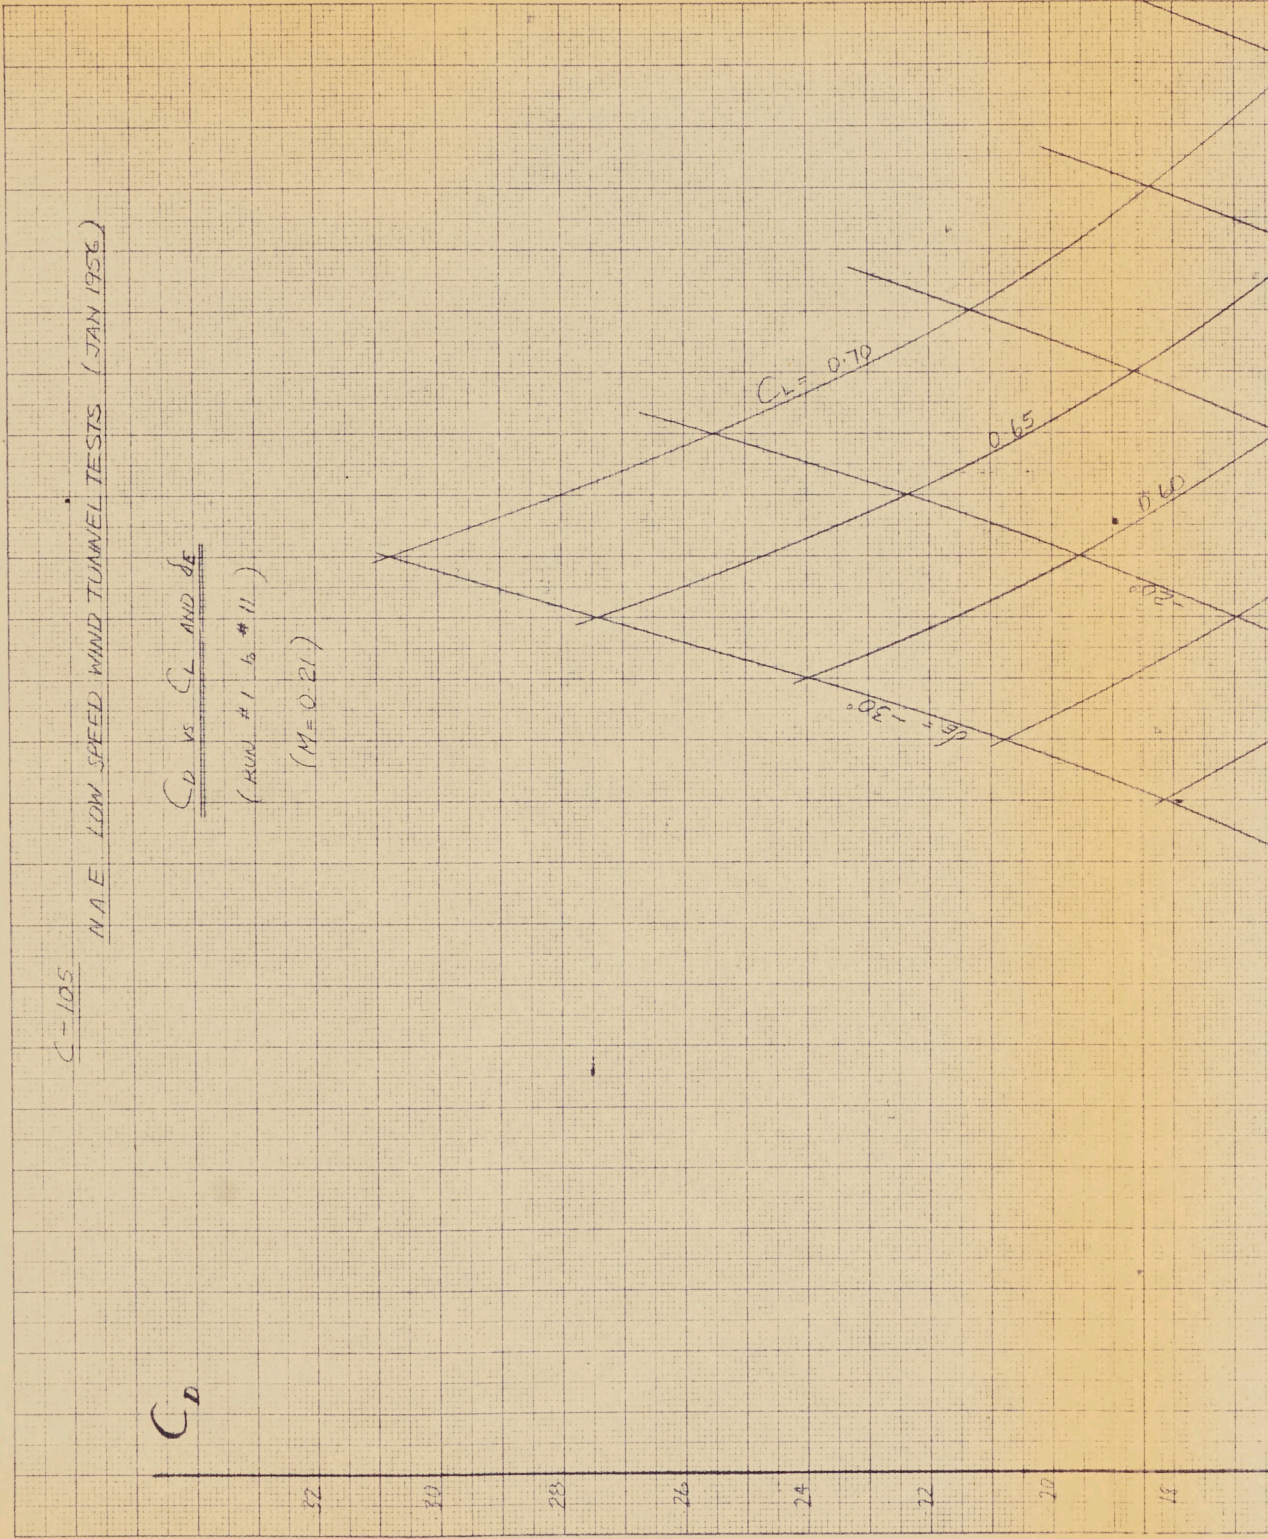 C-105
N.A.E. LOW SPEED WIND TUNNEL TESTS (JAN 1956)
CD vs CL AND δE
(RUN #1 to #11)
(M=0.21)
CD
32
30
28
26
24
22
20
18
CL = 0.70
0.65
0.60
-20°
δE = -30°